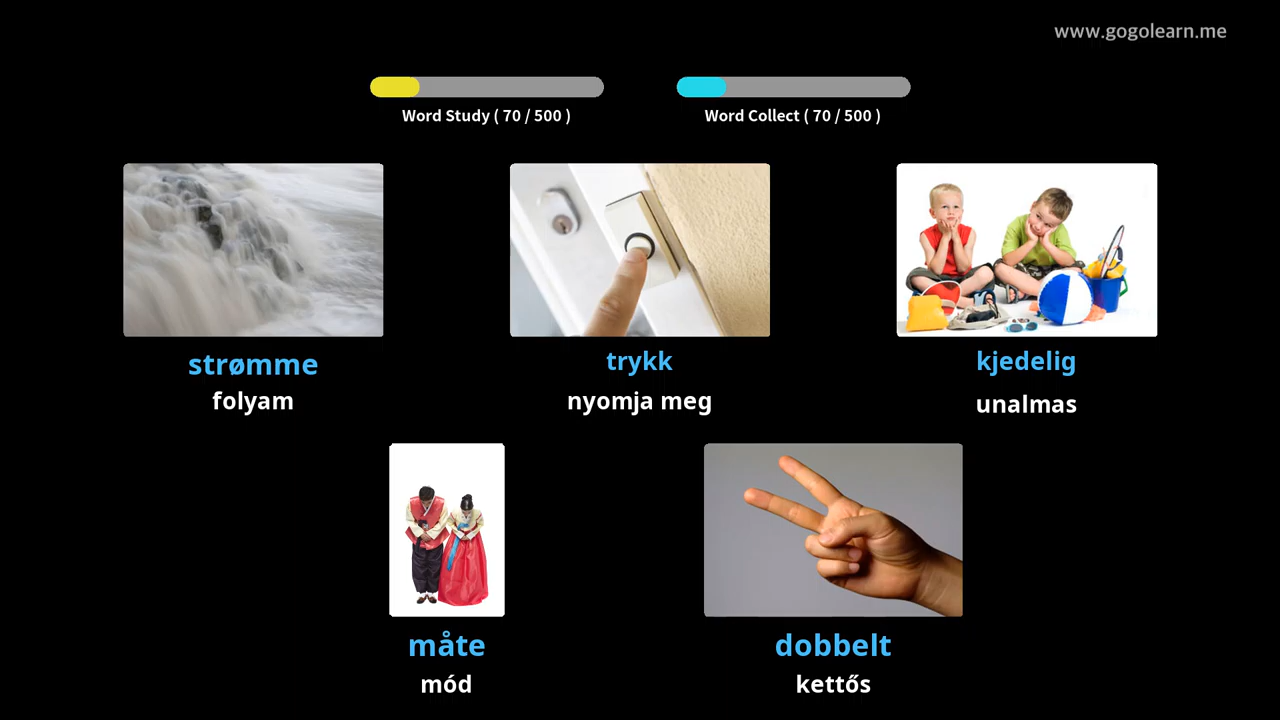 www.gogolearn.me
Word Study ( 70 / 500 )
Word Collect ( 70 / 500 )
strømme
folyam
trykk
nyomja meg
kjedelig
unalmas
måte
mód
dobbelt
kettős